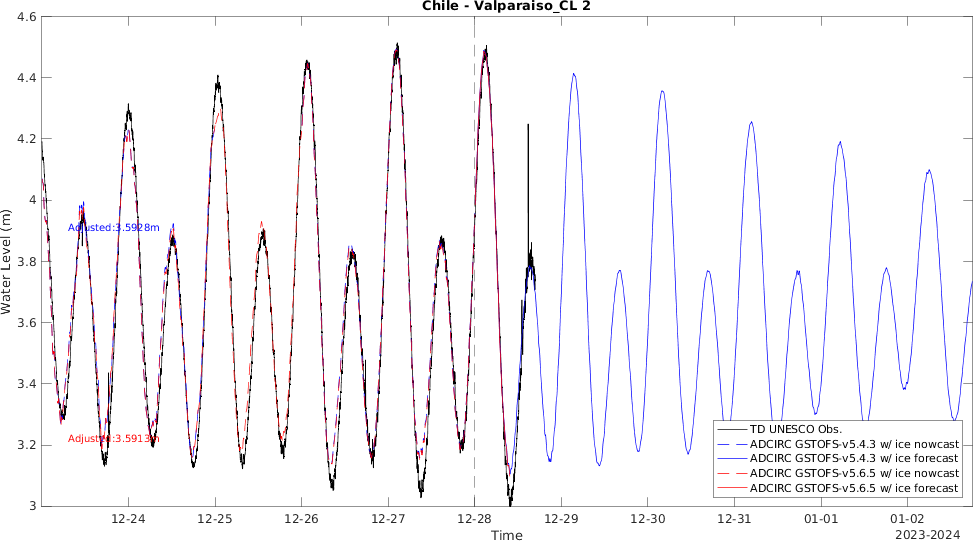 Chile - Valparaiso_CL 2
4.6
4.4
4.2
4
3.8
3.6
3.4
3.2
3
Water Level (m)
Adjusted:3.5928m
Adjusted:3.5913m
TD UNESCO Obs.
ADCIRC GSTOFS-v5.4.3 w/ ice nowcast
ADCIRC GSTOFS-v5.4.3 w/ ice forecast
ADCIRC GSTOFS-v5.6.5 w/ ice nowcast
ADCIRC GSTOFS-v5.6.5 w/ ice forecast
12-24 12-25 12-26 12-27 12-28 12-29 12-30 12-31 01-01 01-02
Time
2023-2024